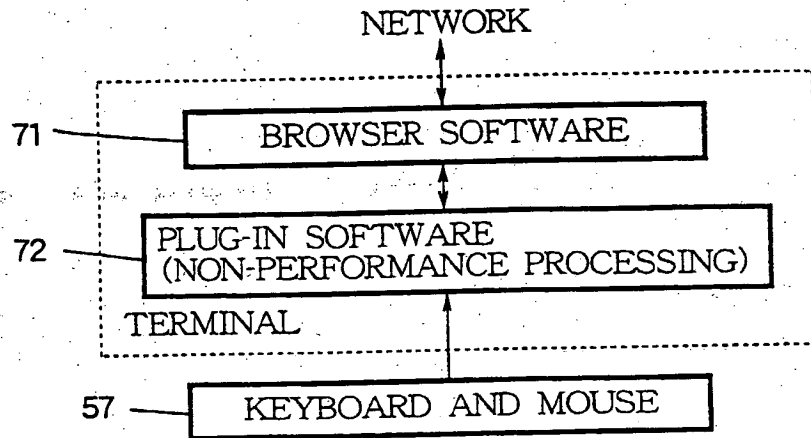 NETWORK
71
BROWSER SOFTWARE
72
PLUG-IN SOFTWARE
(NON-PERFORMANCE PROCESSING)
TERMINAL
57
KEYBOARD AND MOUSE